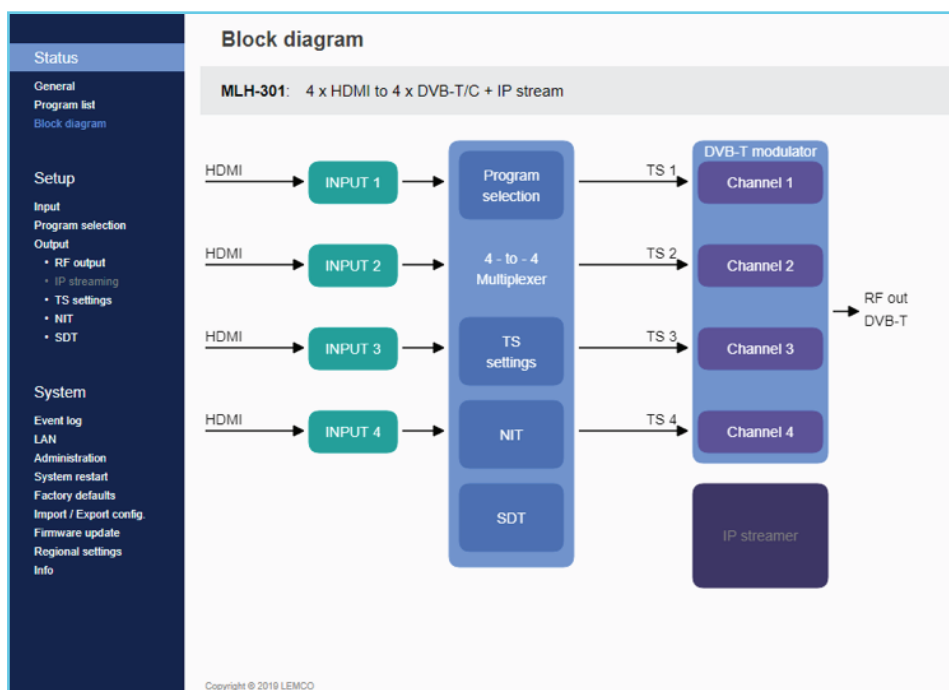 Status
General
Program list
Block diagram
Setup
Input
Program selection
Output
• RF output
• IP streaming
• TS settings
• NIT
• SDT
System
Event log
LAN
Administration
System restart
Factory defaults
Import / Export config.
Firmware update
Regional settings
Info
Block diagram
MLH-301: 4 x HDMI to 4 x DVB-T/C + IP stream
HDMI
INPUT 1
HDMI
INPUT 2
HDMI
INPUT 3
HDMI
INPUT 4
Program
selection
4 - to - 4
Multiplexer
TS
settings
NIT
SDT
TS 1
TS 2
TS 3
TS 4
DVB-T modulator
Channel 1
Channel 2
Channel 3
Channel 4
IP streamer
RF out
DVB-T
Copyright © 2019 LEMCO